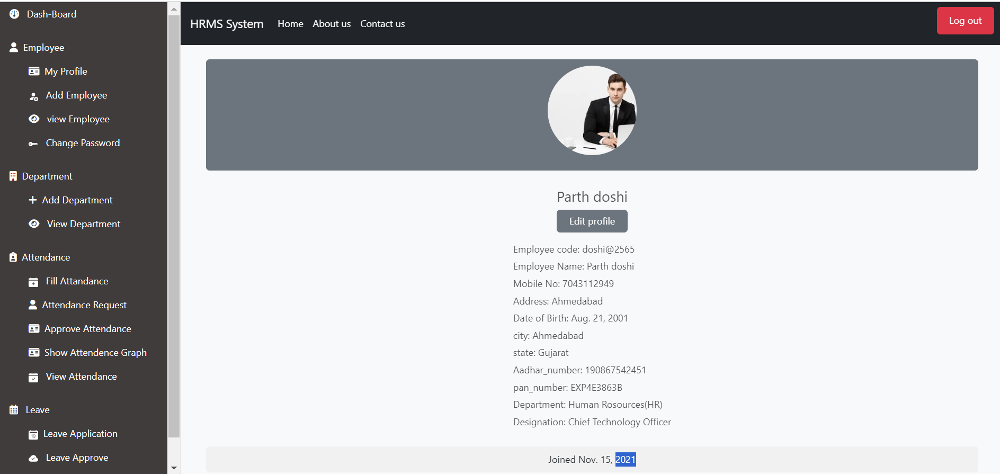 Dash-Board
Employee
My Profile
Add Employee
view Employee
Change Password
Department
Add Department
View Department
Attendance
Fill Attandance
Attendance Request
Approve Attendance
Show Attendence Graph
View Attendance
Leave
19
Leave Application
Leave Approve
HRMS System Home About us Contact us
Log out
Parth doshi
Edit profile
Employee code: doshi@2565
Employee Name: Parth doshi
Mobile No: 7043112949
Address: Ahmedabad
Date of Birth: Aug. 21, 2001
city: Ahmedabad
state: Gujarat
Aadhar_number: 190867542451
pan_number: EXP4E3863B
Department: Human Rosources(HR)
Designation: Chief Technology Officer
Joined Nov. 15, 2021